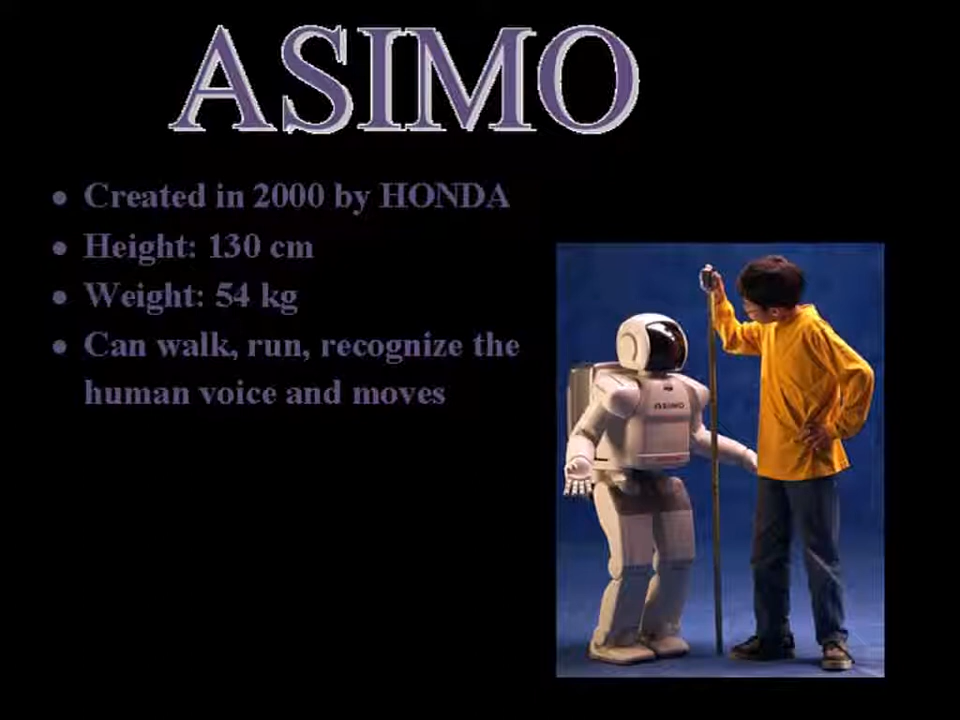 ASIMO
• Created in 2000 by HONDA
• Height: 130 cm
• Weight: 54 kg
• Can walk, run, recognize the
human voice and moves
ASIMO